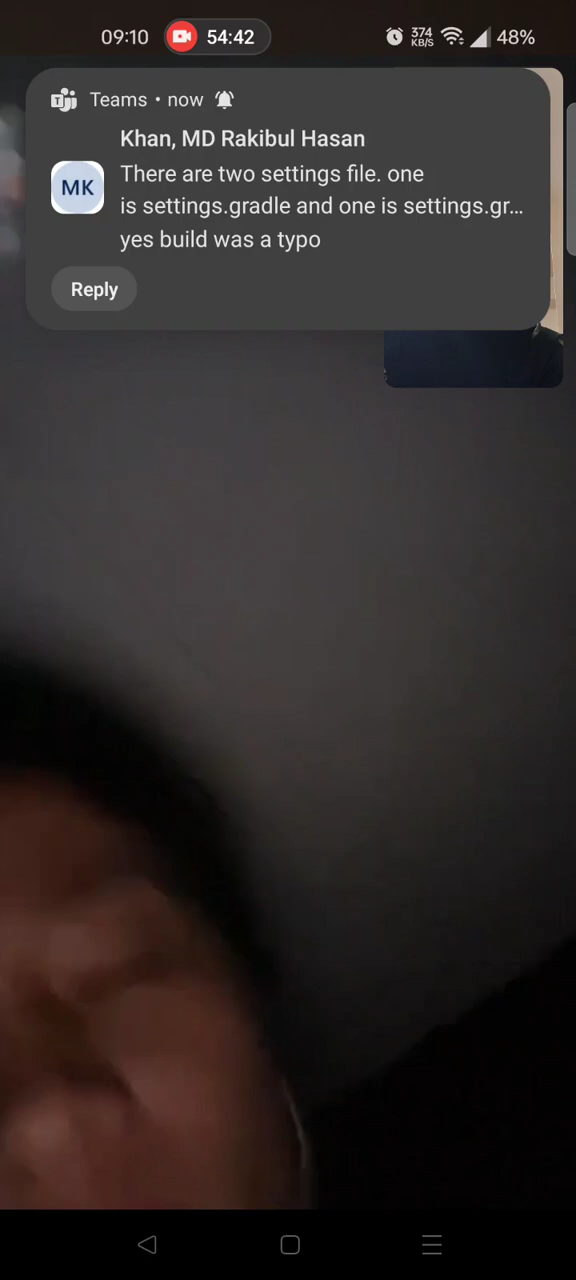 09:10 54:42 374 KB/S 48%
Teams • now
Khan, MD Rakibul Hasan
MK
There are two settings file. one
is settings.gradle and one is settings.gr...
yes build was a typo
Reply